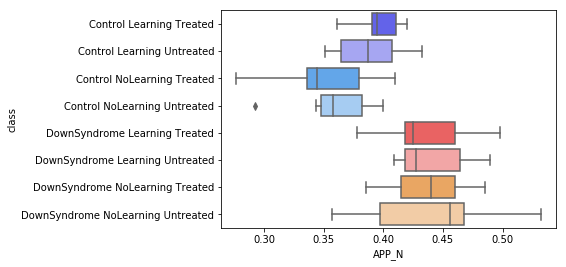 Control Learning Treated
Control Learning Untreated
Control NoLearning Treated
Control NoLearning Untreated
DownSyndrome Learning Treated
DownSyndrome Learning Untreated
DownSyndrome NoLearning Treated
DownSyndrome NoLearning Untreated
class
0.30 0.35 0.40 0.45 0.50
APP_N